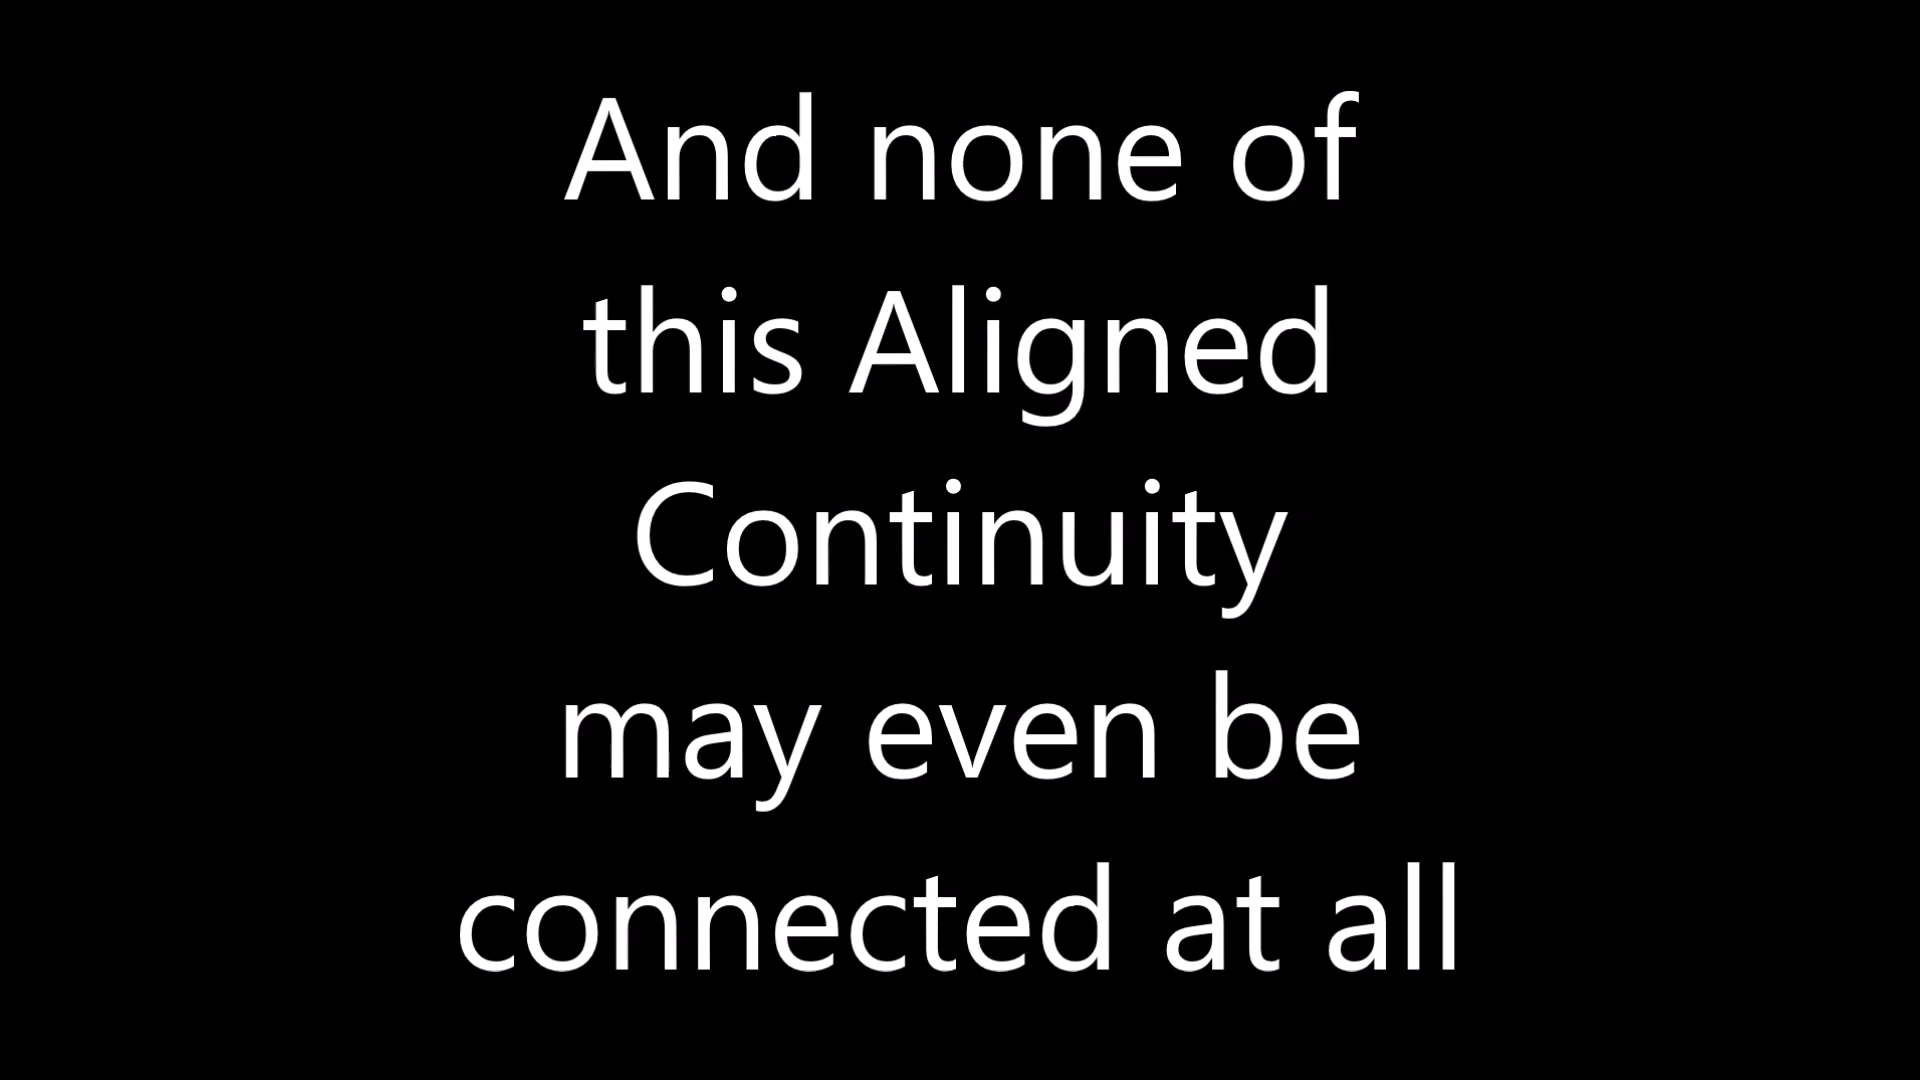 And none of
this Aligned
Continuity
may even be
connected at all